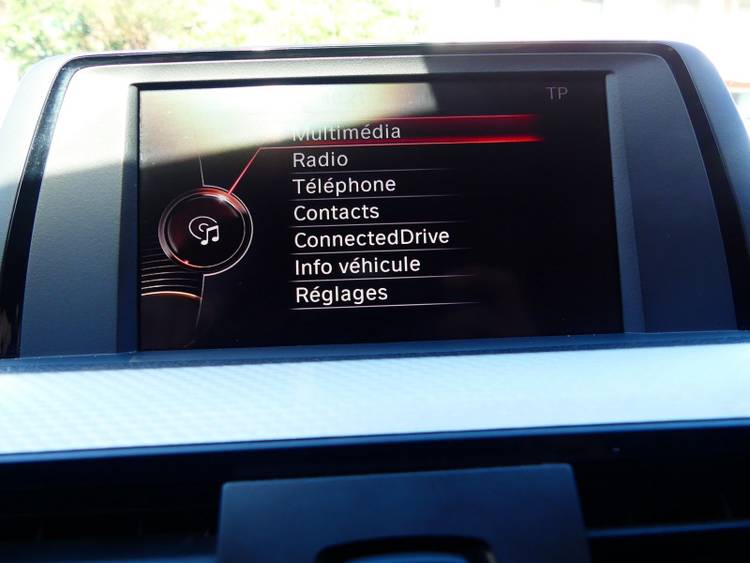 TP
Multimédia
Radio
Téléphone
Contacts
ConnectedDrive
Info véhicule
Réglages